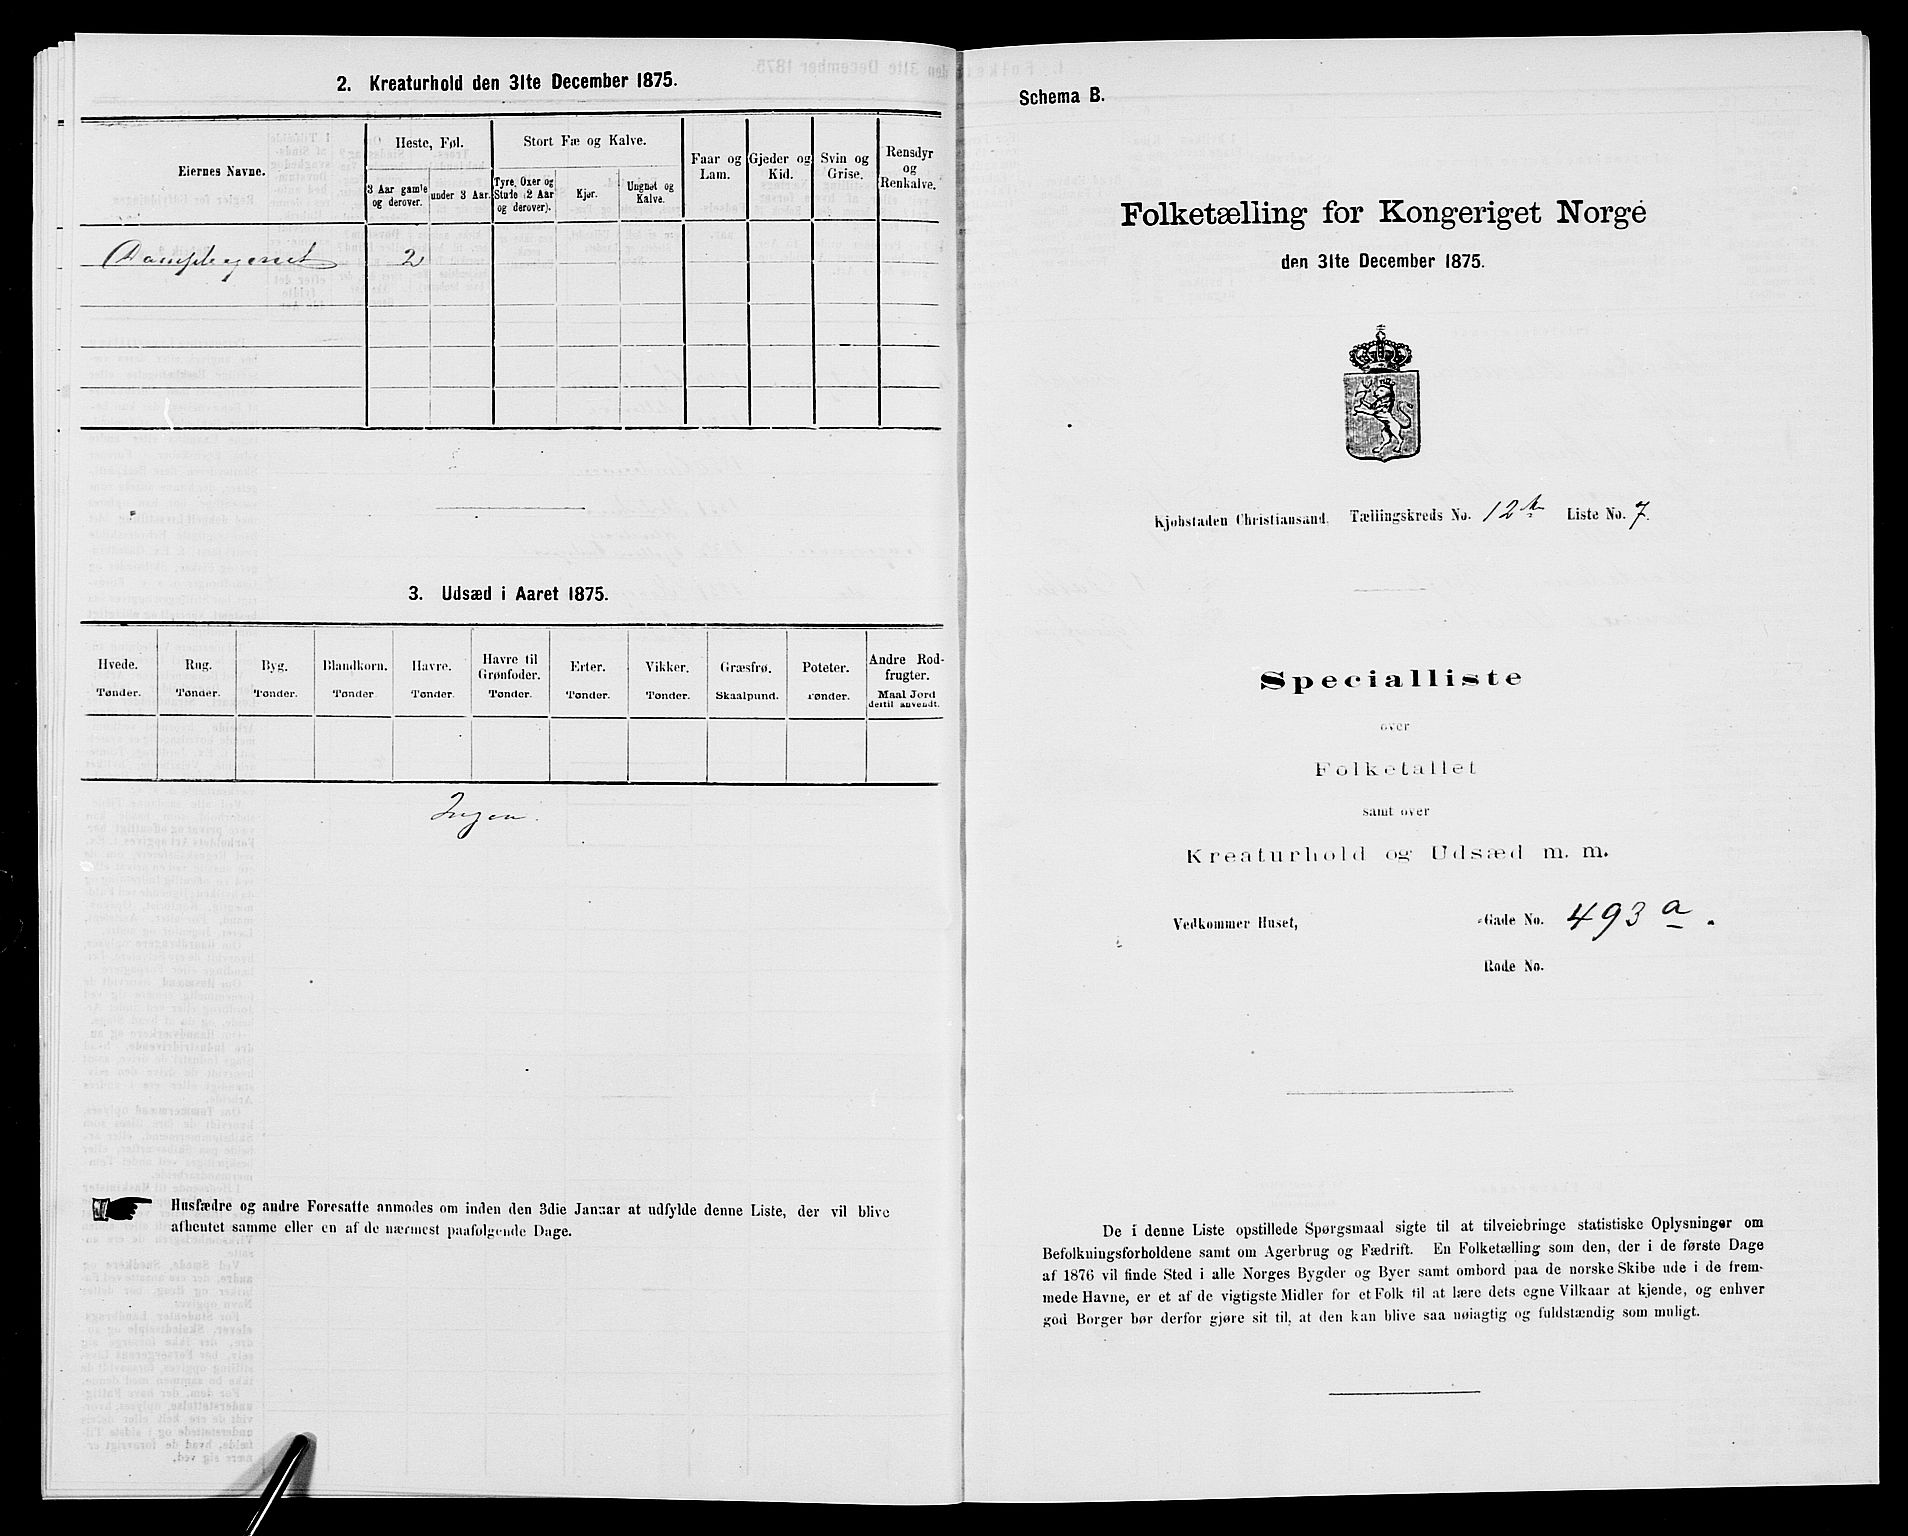 2. Kreaturhold den 31te December 1875.
Eiernes Navne.
Heste, Føl.
Stort Fæ og Kalve.
Faar og Lam.
Gjeder og Kid.
Svin og Grise.
Rensdyr og Renkalve.
3 Aar gamle og derover.
under 3 Aar.
Tyre, Oxer og Stude (2 Aar og derover).
Kjør.
Ungnøt og Kalve.
2
3. Udsæd i Aaret 1875.
Hvede. Rug. Byg. Blandkorn. Havre. Havre til Grønfoder. Erter. Vikker. Græsfrø. Poteter. Andre Rodfrugter.
Tønder. Tønder. Tønder. Tønder Tønder. Tønder. Tønder. Tønder. Skaalpund. Tønder. Maal Jord dertil anvendt.
Ingen.
Husfædre og andre Foresatte anmodes om inden den 3die Januar at udfylde denne Liste, der vil blive
afhentet samme eller en af de nærmest paafølgende Dage.
Schema B.
Folketælling for Kongeriget Norge
den 31te December 1875.
Kjøbstaden Christiansand. Tællingskreds No. 12te Liste No. 7.
Specialliste
over
Folketallet
samt over
Kreaturhold og Udsæd m. m.
Vedkommer Huset, -Gade No. 493 a.
Rode No.
De i denne Liste opstillede Spørgsmaal sigte til at tilveiebringe statistiske Oplysninger om
Befolkningsforholdene samt om Agerbrug og Fædrift. En Folketælling som den, der i de første Dage
af 1876 vil finde Sted i alle Norges Bygder og Byer samt ombord paa de norske Skibe ude i de frem-
mede Havne, er et af de vigtigste Midler for et Folk til at lære dets egne Vilkaar at kjende, og enhver
god Borger bør derfor gjøre sit til, at den kan blive saa nøiagtig og fuldstændig som muligt.